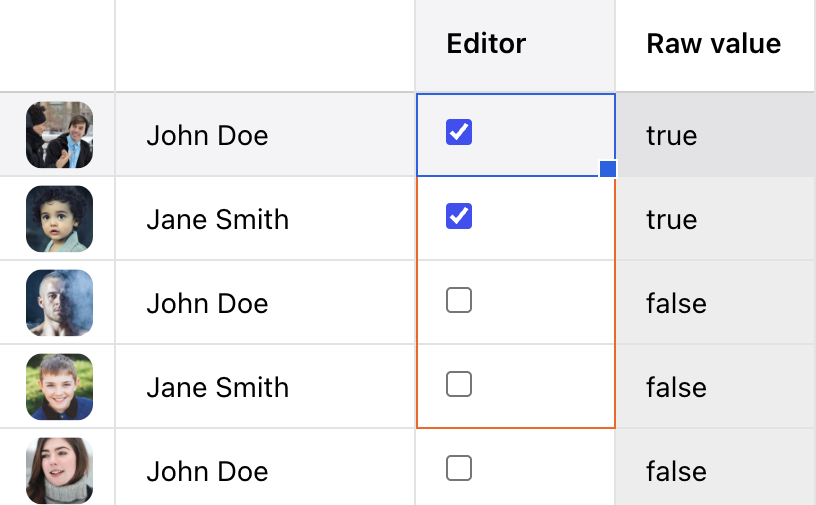 Editor Raw value
John Doe true
Jane Smith true
John Doe false
Jane Smith false
John Doe false